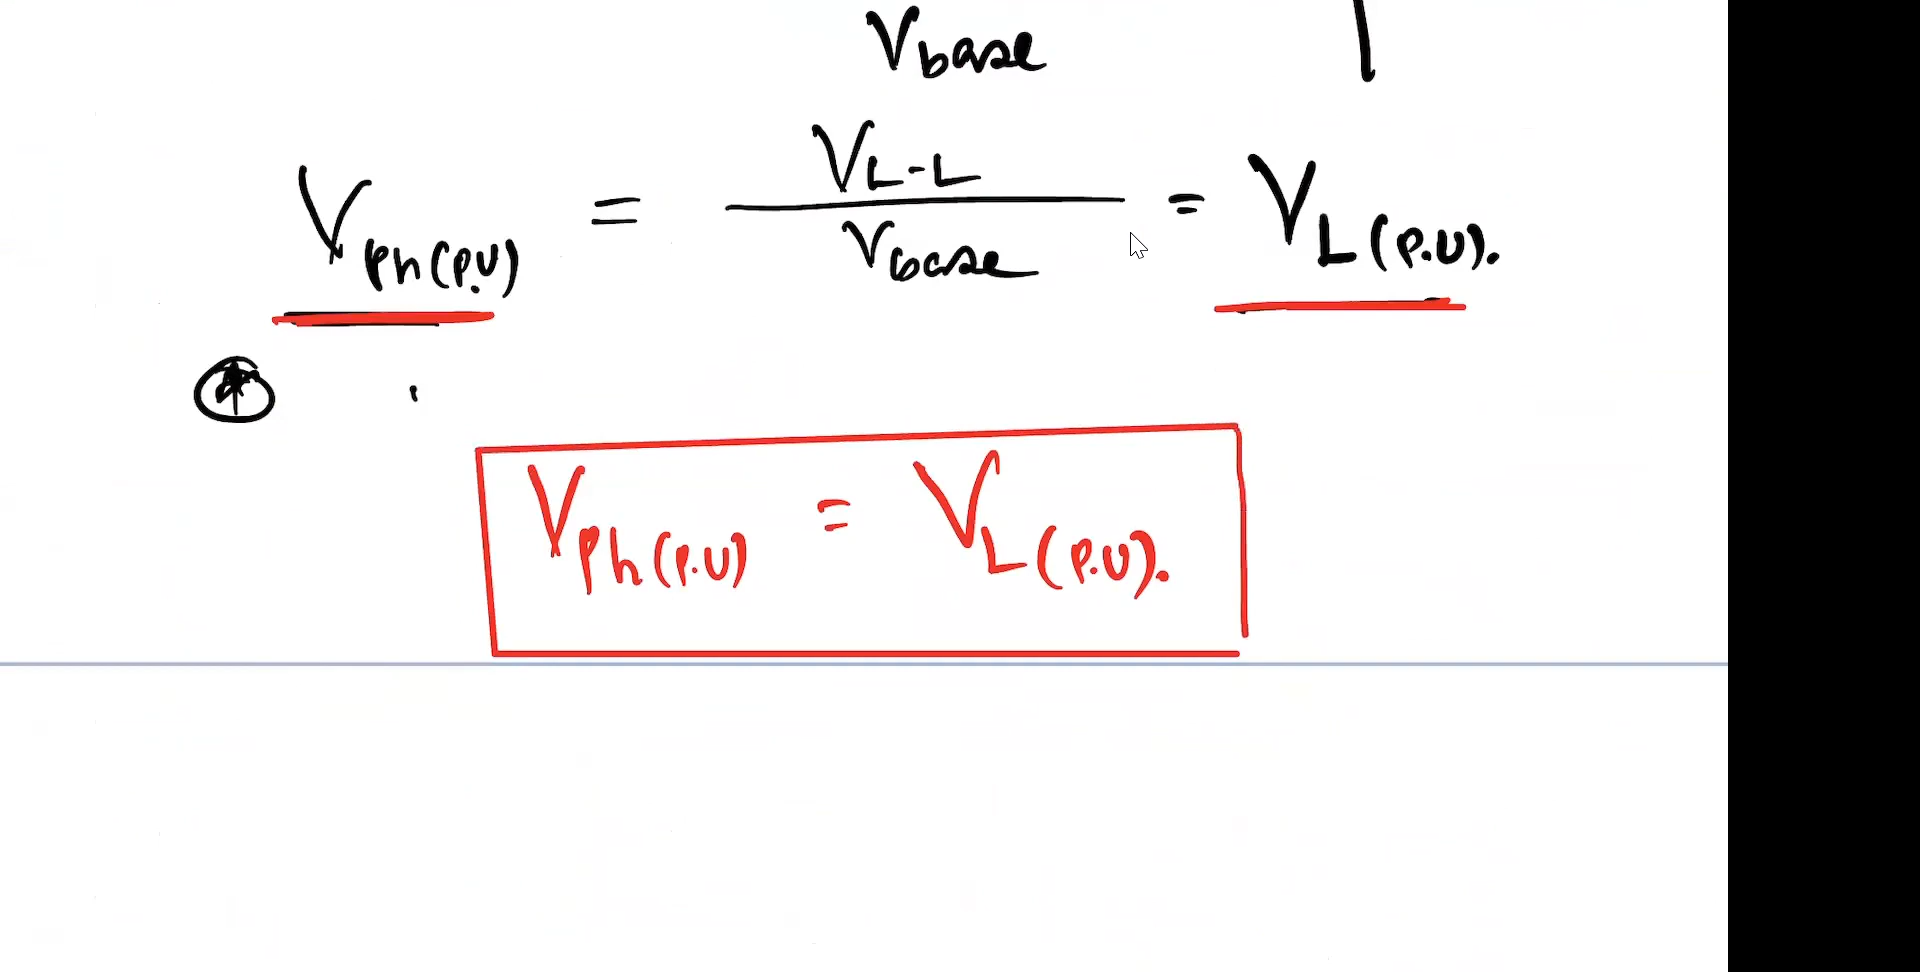 Vbase
VL-L
Vph(p.u) = ──── = VL(p.u).
Vbase
Vph(p.u) = VL(p.u).